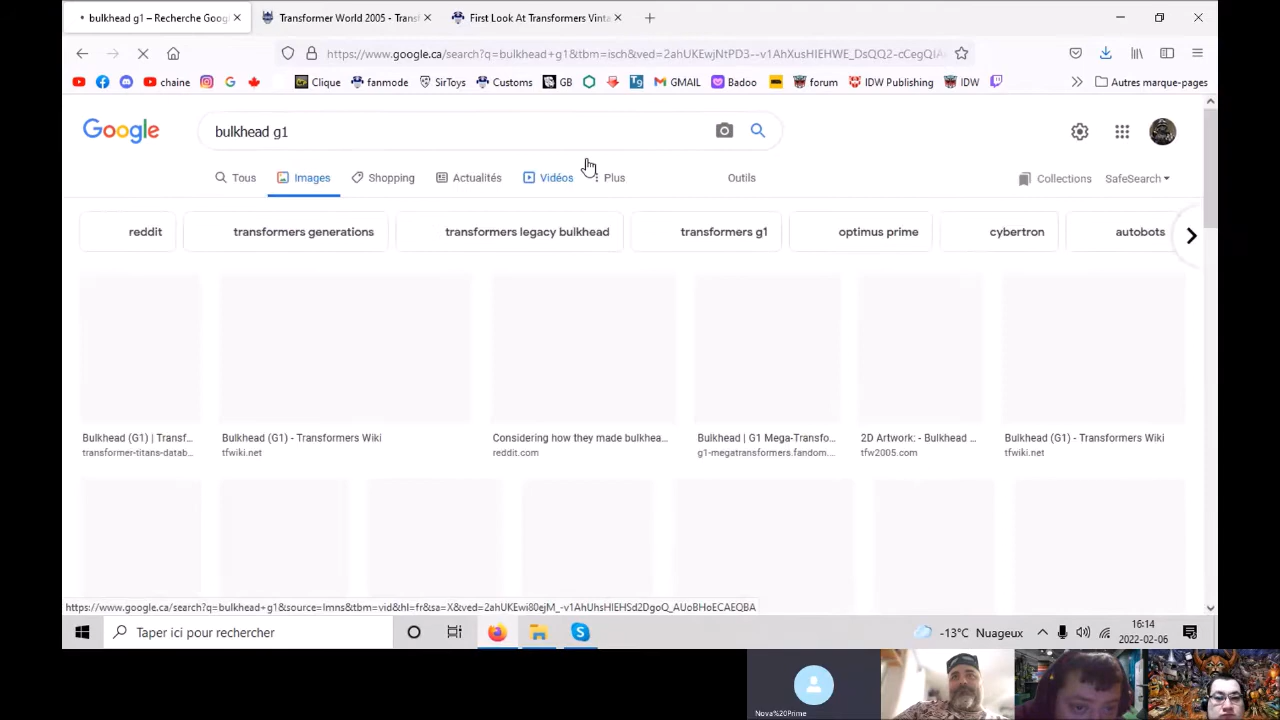 bulkhead g1 – Recherche Goog
Transformer World 2005 - Transf
First Look At Transformers Vinta
https://www.google.ca/search?q=bulkhead+g1&tbm=isch&ved=2ahUKEwjNtPD3--v1AhXusHIEHWE_DsQQ2-cCegQIA
chaine
Clique
fanmode
SirToys
Customs
GB
GMAIL
Badoo
forum
IDW Publishing
IDW
Autres marque-pages
Google
bulkhead g1
Tous
Images
Shopping
Actualités
Vidéos
Plus
Outils
Collections
SafeSearch
reddit
transformers generations
transformers legacy bulkhead
transformers g1
optimus prime
cybertron
autobots
Bulkhead (G1) | Transf...
transformer-titans-datab...
Bulkhead (G1) - Transformers Wiki
tfwiki.net
Considering how they made bulkhea...
reddit.com
Bulkhead | G1 Mega-Transfo...
g1-megatransformers.fandom...
2D Artwork: - Bulkhead ...
tfw2005.com
Bulkhead (G1) - Transformers Wiki
tfwiki.net
https://www.google.ca/search?q=bulkhead+g1&source=lmns&tbm=vid&hl=fr&sa=X&ved=2ahUKEwi80ejM_-v1AhUhsHIEHSd2DgoQ_AUoBHoECAEQBA
Taper ici pour rechercher
-13°C Nuageux
16:14
2022-02-06
Nova%20Prime